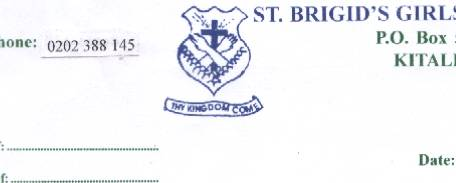 ST. BRIGID'S GIRLS
P.O. Box
hone: 0202 388 145
KITAL
THY KINGDOM COME
Date: